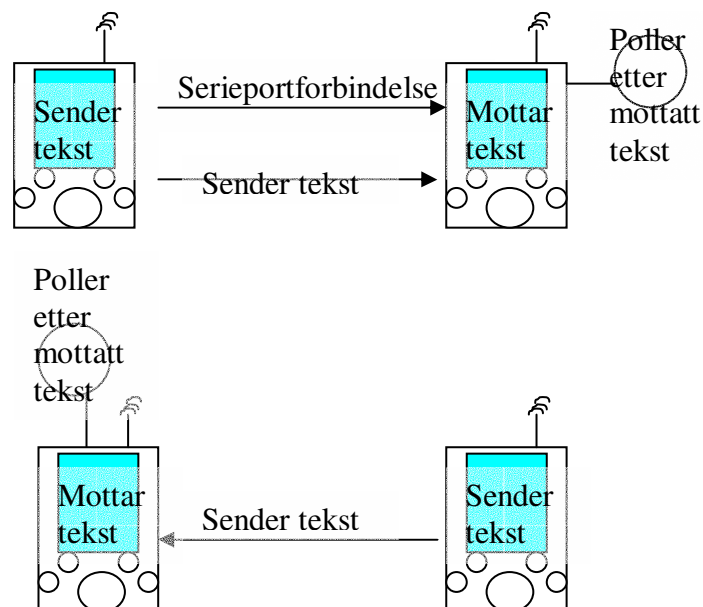 Sender
tekst
Serieportforbindelse
Sender tekst
Mottar
tekst
Poller
etter
mottatt
tekst
Poller
etter
mottatt
tekst
Mottar
tekst
Sender tekst
Sender
tekst